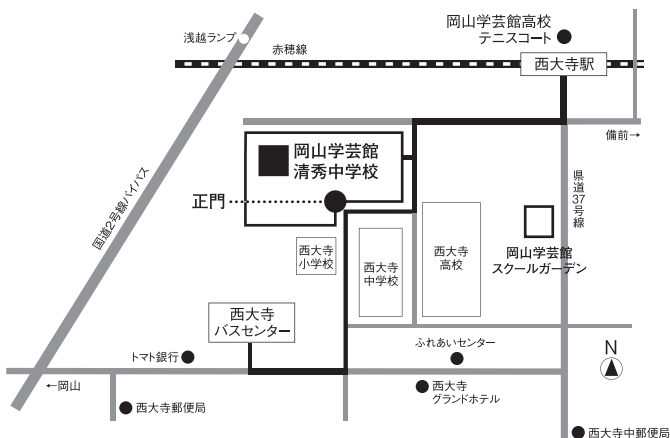 岡山学芸館高校
テニスコート
浅越ランプ
赤穂線
西大寺駅
備前→
岡山学芸館
清秀中学校
正門
国道2号線バイパス
県道37号線
西大寺
小学校
西大寺
中学校
西大寺
高校
岡山学芸館
スクールガーデン
西大寺
バスセンター
トマト銀行
ふれあいセンター
N
←岡山
西大寺
グランドホテル
西大寺郵便局
西大寺中郵便局